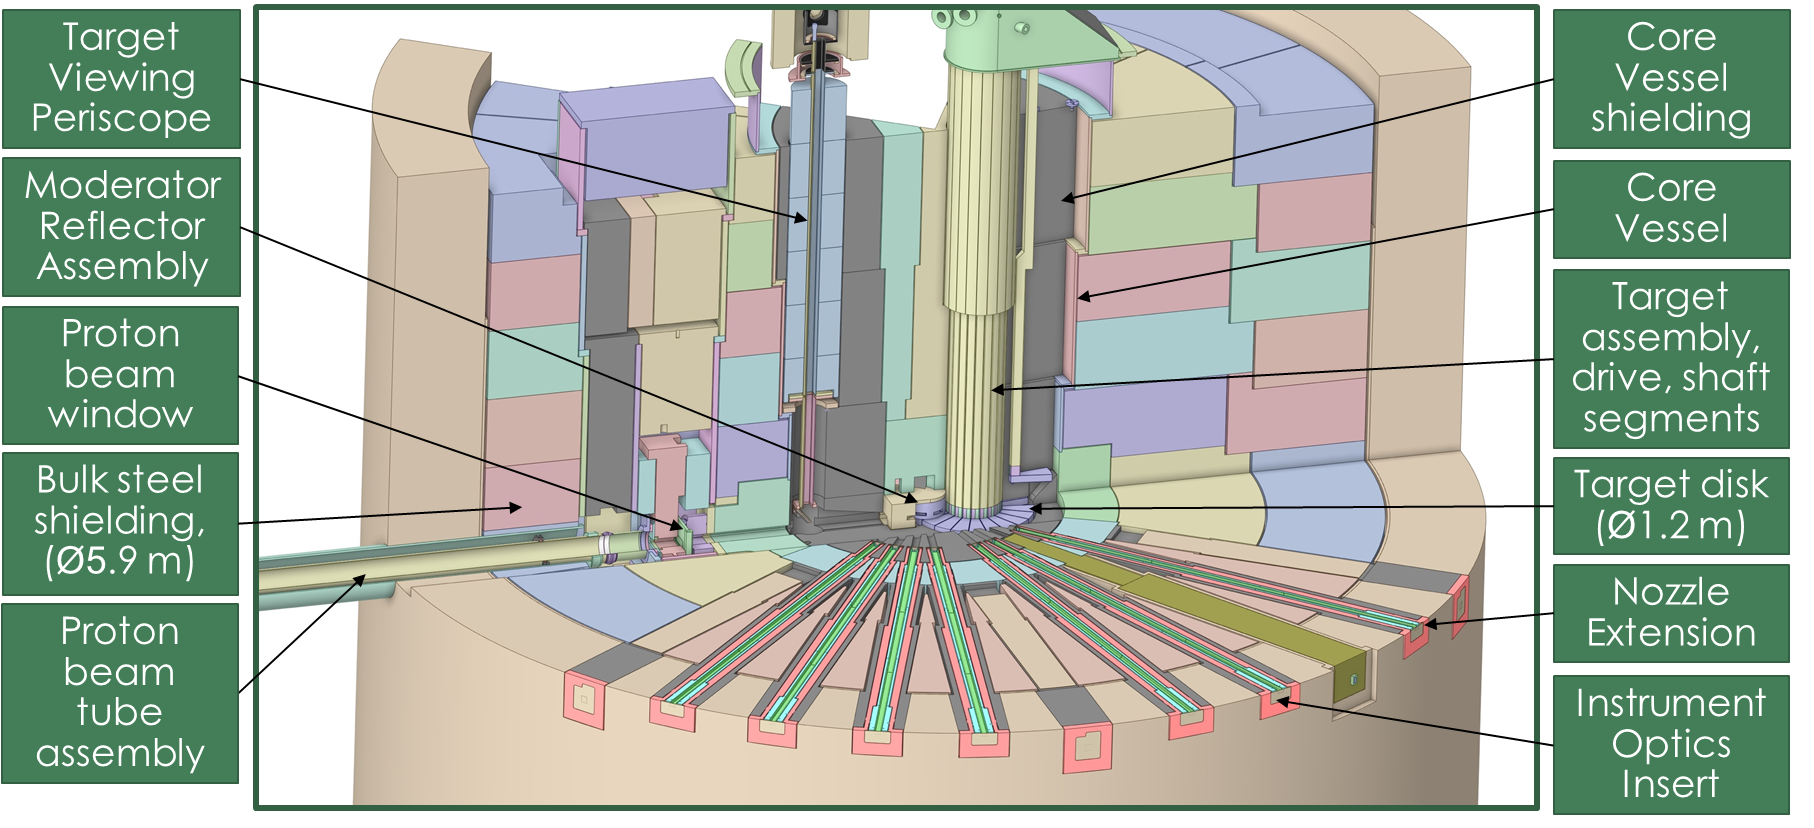 Target
Viewing
Periscope
Moderator
Reflector
Assembly
Proton
beam
window
Bulk steel
shielding,
(Ø5.9 m)
Proton
beam
tube
assembly
Core
Vessel
shielding
Core
Vessel
Target
assembly,
drive, shaft
segments
Target disk
(Ø1.2 m)
Nozzle
Extension
Instrument
Optics
Insert